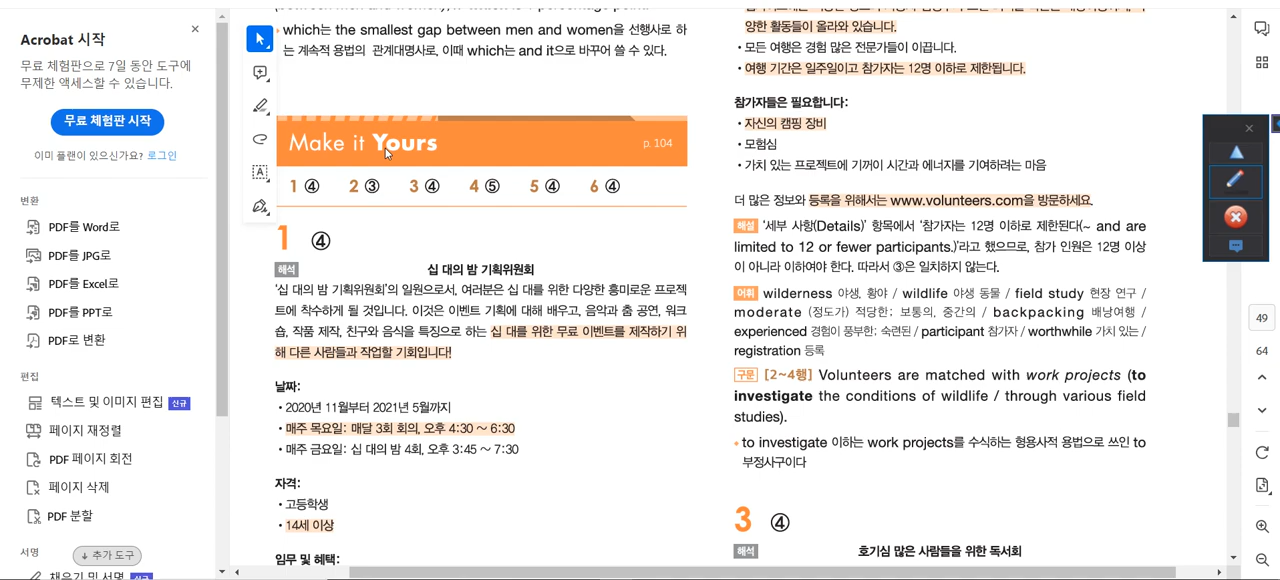 Acrobat 시작
무료 체험판으로 7일 동안 도구에
무제한 액세스할 수 있습니다.
무료 체험판 시작
이미 플랜이 있으신가요? 로그인
변환
PDF를 Word로
PDF를 JPG로
PDF를 Excel로
PDF를 PPT로
PDF로 변환
편집
텍스트 및 이미지 편집 신규
페이지 재정렬
PDF 페이지 회전
페이지 삭제
PDF 분할
서명
추가 도구
채우기 및 서명 신규
which는 the smallest gap between men and women을 선행사로 하
는 계속적 용법의 관계대명사로, 이때 which는 and it으로 바꾸어 쓸 수 있다.
Make it Yours p. 104
1 ④ 2 ③ 3 ④ 4 ⑤ 5 ④ 6 ④
1 ④
해석 십 대의 밤 기획위원회
‘십 대의 밤 기획위원회’의 일원으로서, 여러분은 십 대를 위한 다양한 흥미로운 프로젝
트에 착수하게 될 것입니다. 이것은 이벤트 기획에 대해 배우고, 음악과 춤 공연, 워크
숍, 작품 제작, 친구와 음식을 특징으로 하는 십 대를 위한 무료 이벤트를 제작하기 위
해 다른 사람들과 작업할 기회입니다!
날짜:
• 2020년 11월부터 2021년 5월까지
• 매주 목요일: 매달 3회 회의, 오후 4:30 ~ 6:30
• 매주 금요일: 십 대의 밤 4회, 오후 3:45 ~ 7:30
자격:
• 고등학생
• 14세 이상
임무 및 혜택:
양한 활동들이 올라와 있습니다.
• 모든 여행은 경험 많은 전문가들이 이끕니다.
• 여행 기간은 일주일이고 참가자는 12명 이하로 제한됩니다.
참가자들은 필요합니다:
• 자신의 캠핑 장비
• 모험심
• 가치 있는 프로젝트에 기꺼이 시간과 에너지를 기여하려는 마음
더 많은 정보와 등록을 위해서는 www.volunteers.com을 방문하세요.
해설 ‘세부 사항(Details)’ 항목에서 ‘참가자는 12명 이하로 제한된다(~ and are
limited to 12 or fewer participants.)’라고 했으므로, 참가 인원은 12명 이상
이 아니라 이하여야 한다. 따라서 ③은 일치하지 않는다.
어휘 wilderness 야생, 황야 / wildlife 야생 동물 / field study 현장 연구 /
moderate (정도가) 적당한; 보통의, 중간의 / backpacking 배낭여행 /
experienced 경험이 풍부한; 숙련된 / participant 참가자 / worthwhile 가치 있는 /
registration 등록
구문 [2~4행] Volunteers are matched with work projects (to
investigate the conditions of wildlife / through various field
studies).
to investigate 이하는 work projects를 수식하는 형용사적 용법으로 쓰인 to
부정사구이다
3 ④
해석 호기심 많은 사람들을 위한 독서회
49
64